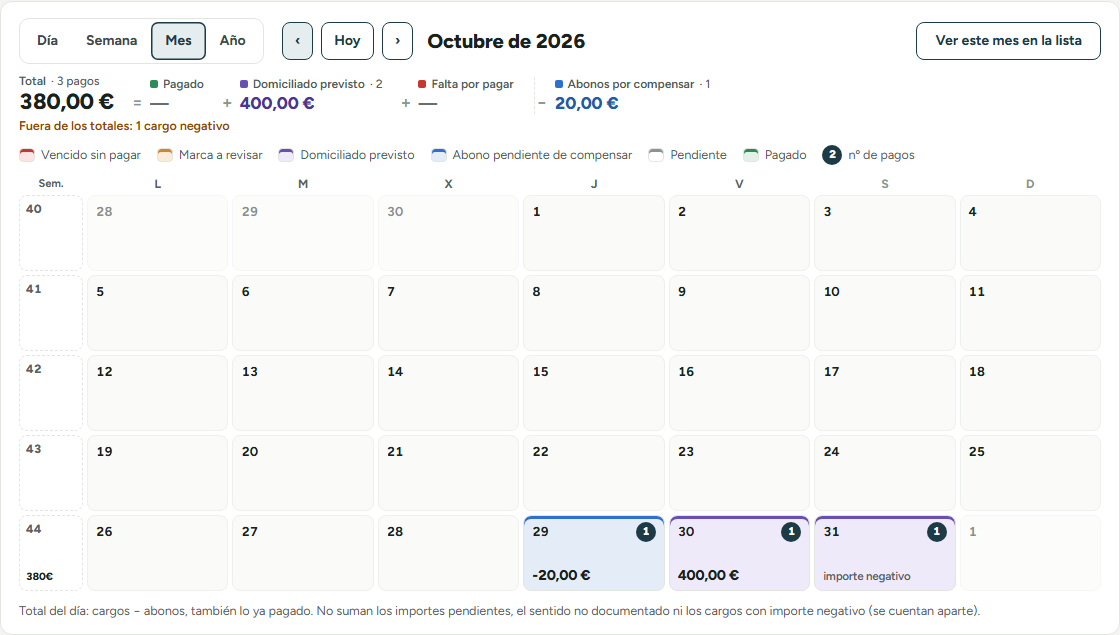 Día Semana Mes Año ‹ Hoy › Octubre de 2026 Ver este mes en la lista
Total · 3 pagos Pagado Domiciliado previsto · 2 Falta por pagar Abonos por compensar · 1
380,00 € = — + 400,00 € + — − 20,00 €
Fuera de los totales: 1 cargo negativo
Vencido sin pagar Marca a revisar Domiciliado previsto Abono pendiente de compensar Pendiente Pagado 2 nº de pagos
Sem. L M X J V S D
40 28 29 30 1 2 3 4
41 5 6 7 8 9 10 11
42 12 13 14 15 16 17 18
43 19 20 21 22 23 24 25
44 26 27 28 29 1 30 1 31 1 1
380€ -20,00 € 400,00 € importe negativo
Total del día: cargos − abonos, también lo ya pagado. No suman los importes pendientes, el sentido no documentado ni los cargos con importe negativo (se cuentan aparte).